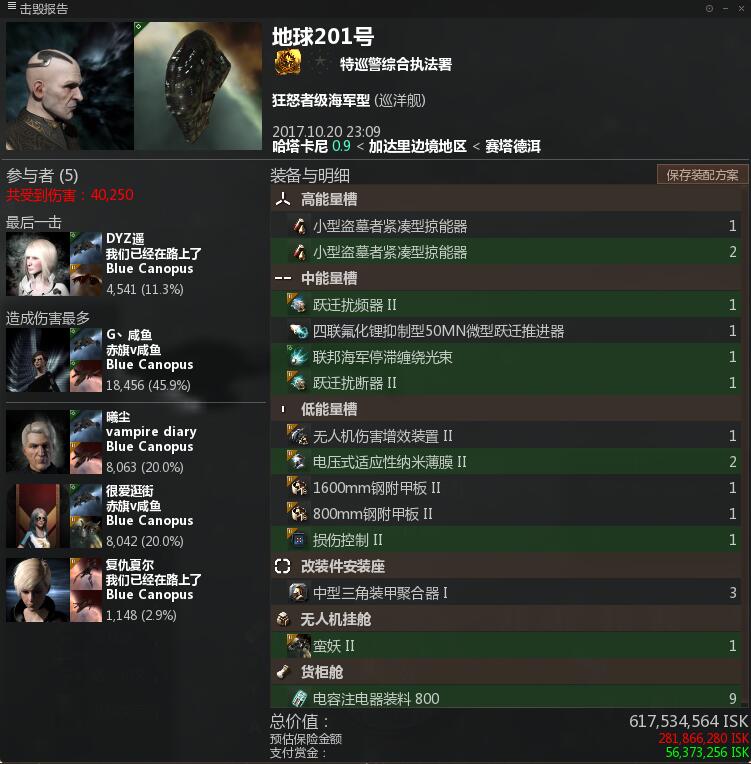 击毁报告
地球201号
特巡警综合执法署
狂怒者级海军型 (巡洋舰)
2017.10.20 23:09
哈塔卡尼 0.9 < 加达里边境地区 < 赛塔德洱
参与者 (5)
共受到伤害：40,250
最后一击
DYZ遥
我们已经在路上了
Blue Canopus
4,541 (11.3%)
造成伤害最多
G丶咸鱼
赤旗v咸鱼
Blue Canopus
18,456 (45.9%)
曦尘
vampire diary
Blue Canopus
8,063 (20.0%)
很爱逛街
赤旗v咸鱼
Blue Canopus
8,042 (20.0%)
复仇夏尔
我们已经在路上了
Blue Canopus
1,148 (2.9%)
装备与明细
保存装配方案
高能量槽
小型盗墓者紧凑型掠能器 1
小型盗墓者紧凑型掠能器 2
中能量槽
跃迁扰频器 II 1
四联氟化锂抑制型50MN微型跃迁推进器 1
联邦海军停滞缠绕光束 1
跃迁扰断器 II 1
低能量槽
无人机伤害增效装置 II 1
电压式适应性纳米薄膜 II 2
1600mm钢附甲板 II 1
800mm钢附甲板 II 1
损伤控制 II 1
改装件安装座
中型三角装甲聚合器 I 3
无人机挂舱
蛮妖 II 1
货柜舱
电容注电器装料 800 9
总价值： 617,534,564 ISK
预估保险金额 281,866,280 ISK
支付赏金： 56,373,256 ISK